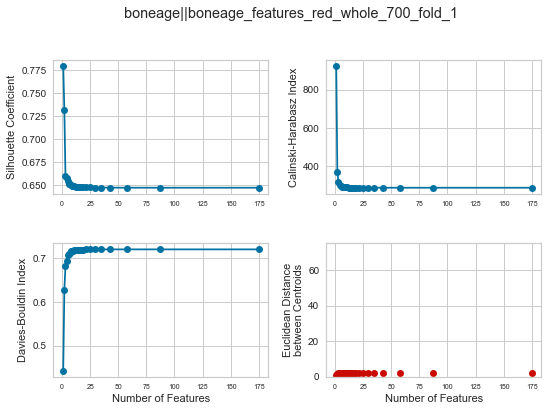 boneage||boneage_features_red_whole_700_fold_1
Silhouette Coefficient
0.775
0.750
0.725
0.700
0.675
0.650
0 25 50 75 100 125 150 175
Calinski-Harabasz Index
800
600
400
0 25 50 75 100 125 150 175
Davies-Bouldin Index
0.7
0.6
0.5
0 25 50 75 100 125 150 175
Number of Features
Euclidean Distance
between Centroids
60
40
20
0
0 25 50 75 100 125 150 175
Number of Features